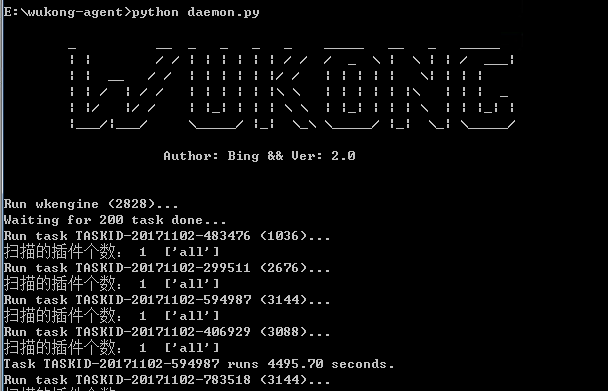 E:\wukong-agent>python daemon.py
WUKONG
Author: Bing && Ver: 2.0
Run wkengine (2828)...
Waiting for 200 task done...
Run task TASKID-20171102-483476 (1036)...
扫描的插件个数： 1 ['all']
Run task TASKID-20171102-299511 (2676)...
扫描的插件个数： 1 ['all']
Run task TASKID-20171102-594987 (3144)...
扫描的插件个数： 1 ['all']
Run task TASKID-20171102-406929 (3088)...
扫描的插件个数： 1 ['all']
Task TASKID-20171102-594987 runs 4495.70 seconds.
Run task TASKID-20171102-783518 (3144)...